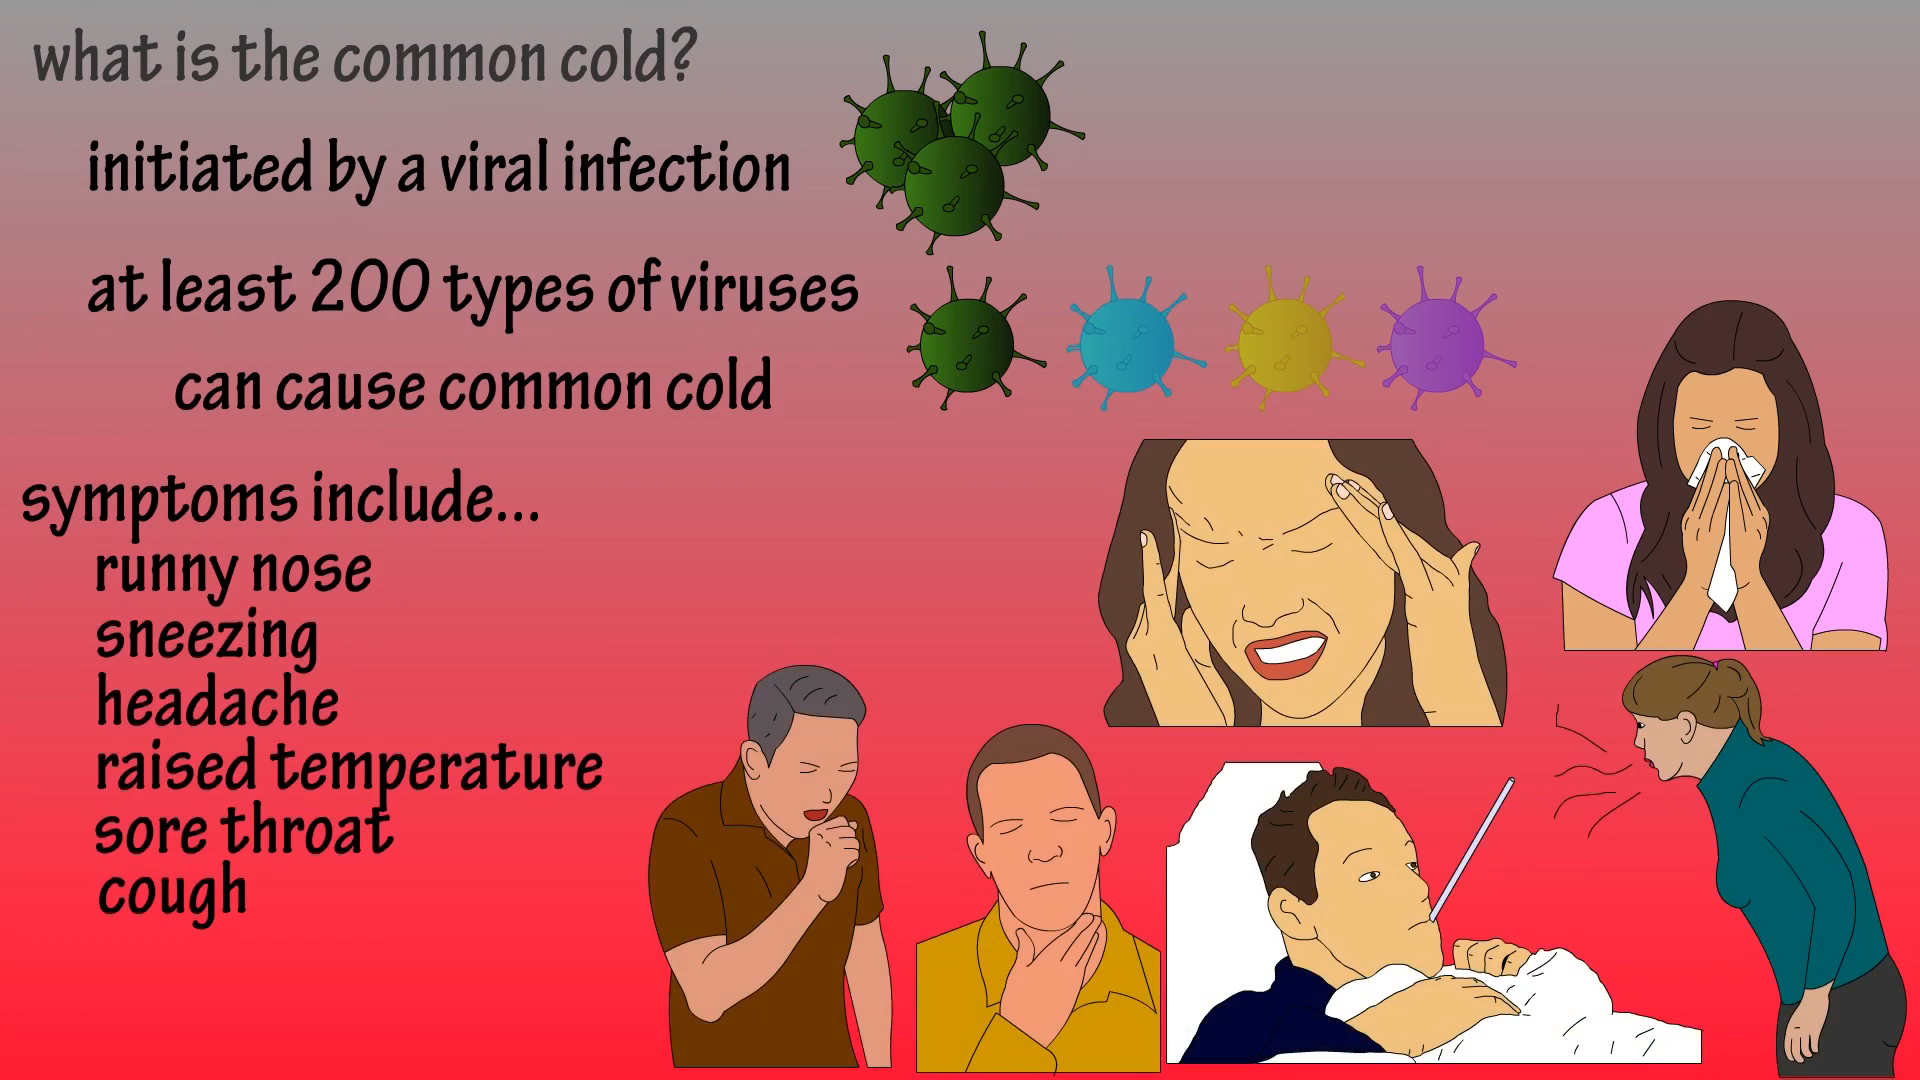 what is the common cold?
initiated by a viral infection
at least 200 types of viruses
can cause common cold
symptoms include...
runny nose
sneezing
headache
raised temperature
sore throat
cough